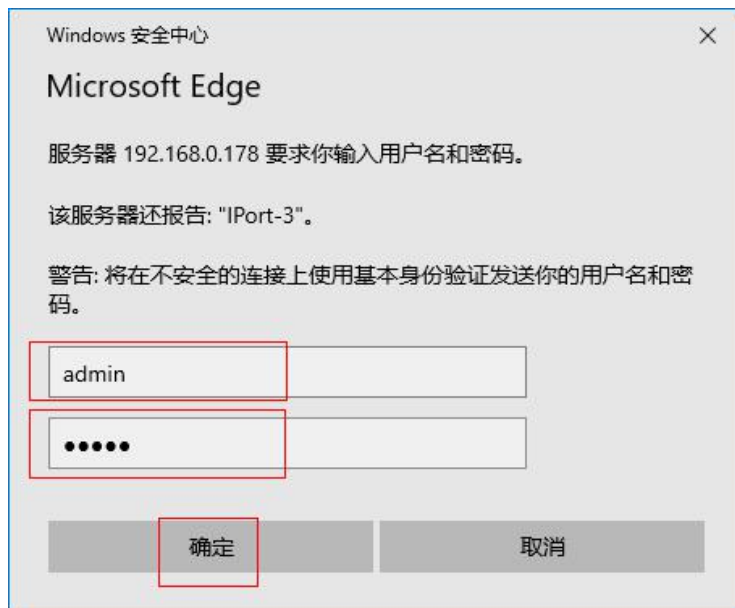 Windows 安全中心
Microsoft Edge
服务器 192.168.0.178 要求你输入用户名和密码。
该服务器还报告: "IPort-3"。
警告: 将在不安全的连接上使用基本身份验证发送你的用户名和密
码。
admin
●●●●●
确定
取消